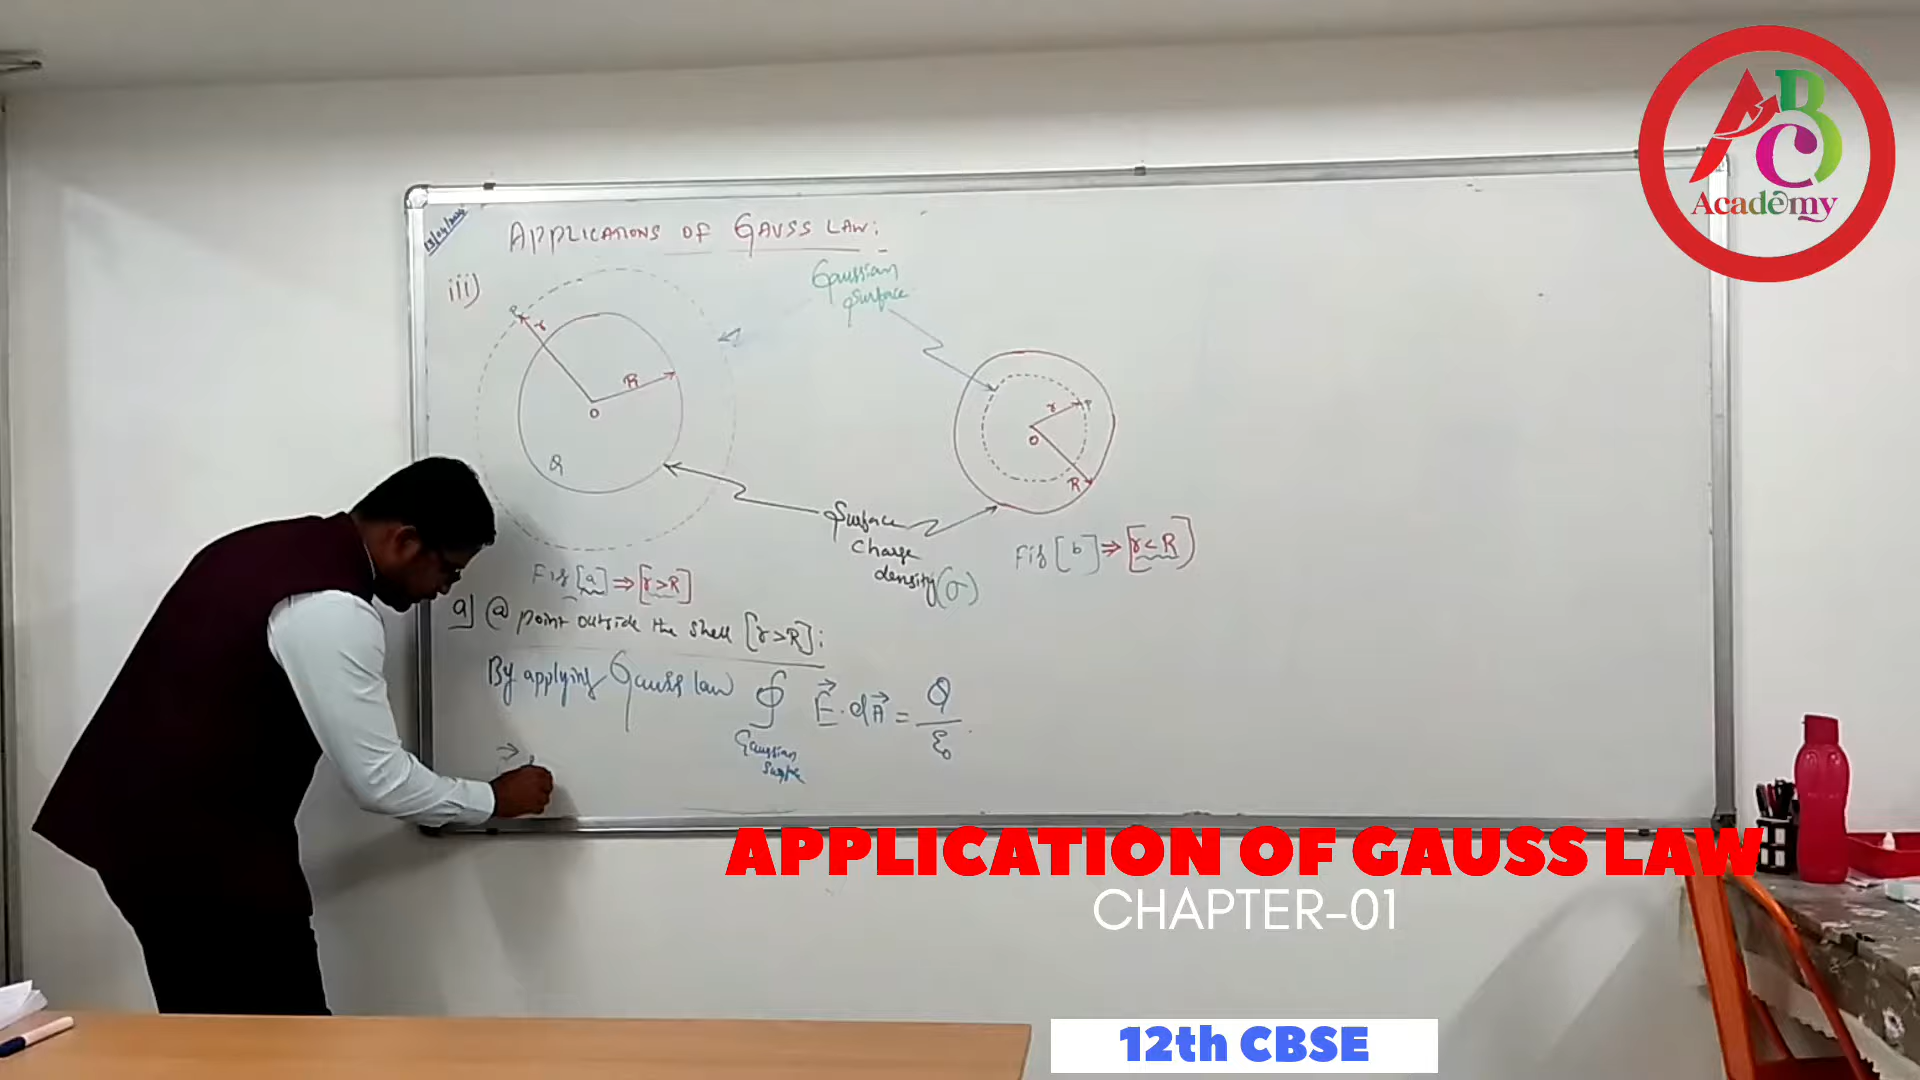 APPLICATIONS OF GAUSS LAW:
iii)
Gaussian
Surface
P
r
R
O
Q
r
P
O
R
Surface
Charge
density (σ)
Fig [a] ⇒ [r > R]
Fig [b] ⇒ [r < R]
a] @ point outside the shell [r > R]:
By applying Gauss law ∮ E⃗ · dA⃗ = Q / ε₀
Gaussian
ABC
Academy
APPLICATION OF GAUSS LAW
CHAPTER-01
12th CBSE